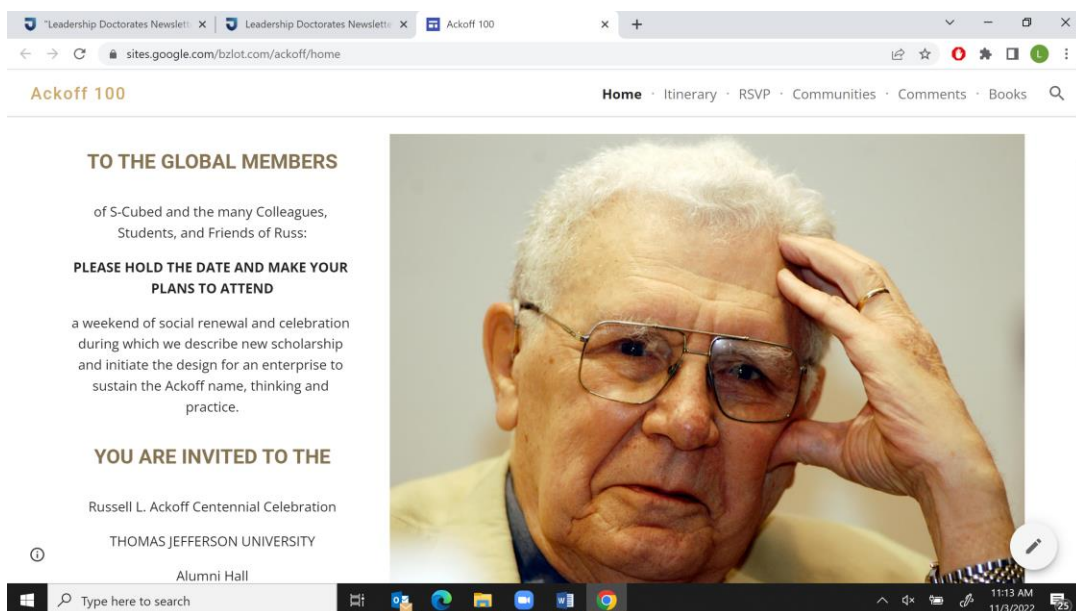 "Leadership Doctorates Newslett
Leadership Doctorates Newslette
Ackoff 100
sites.google.com/bzlot.com/ackoff/home
L
Ackoff 100
Home · Itinerary · RSVP · Communities · Comments · Books
TO THE GLOBAL MEMBERS
of S-Cubed and the many Colleagues,
Students, and Friends of Russ:
PLEASE HOLD THE DATE AND MAKE YOUR
PLANS TO ATTEND
a weekend of social renewal and celebration
during which we describe new scholarship
and initiate the design for an enterprise to
sustain the Ackoff name, thinking and
practice.
YOU ARE INVITED TO THE
Russell L. Ackoff Centennial Celebration
THOMAS JEFFERSON UNIVERSITY
Alumni Hall
Type here to search
11:13 AM
11/3/2022
25